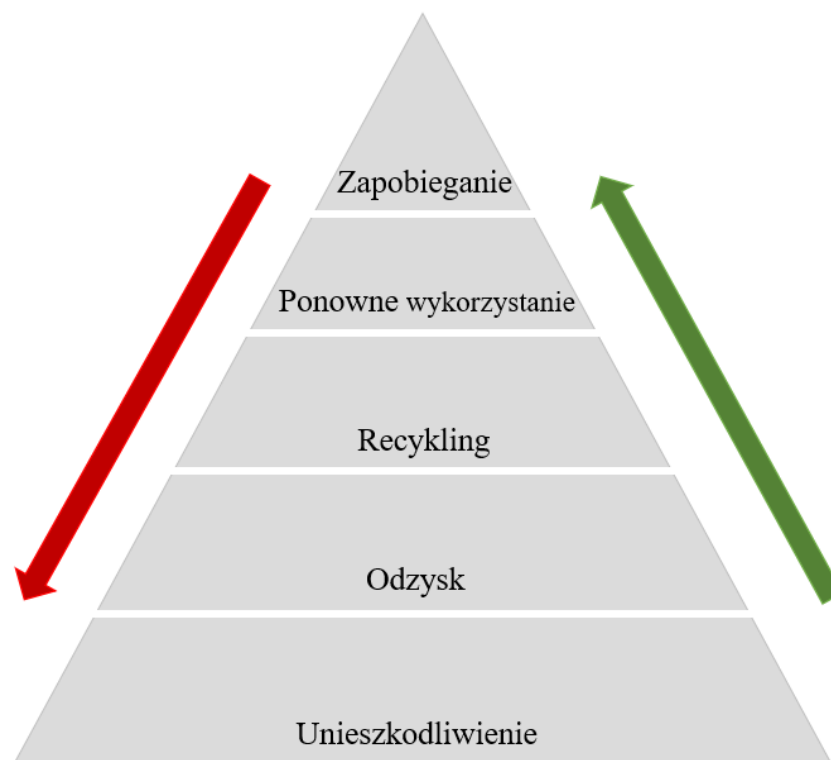 Zapobieganie
Ponowne wykorzystanie
Recykling
Odzysk
Unieszkodliwienie